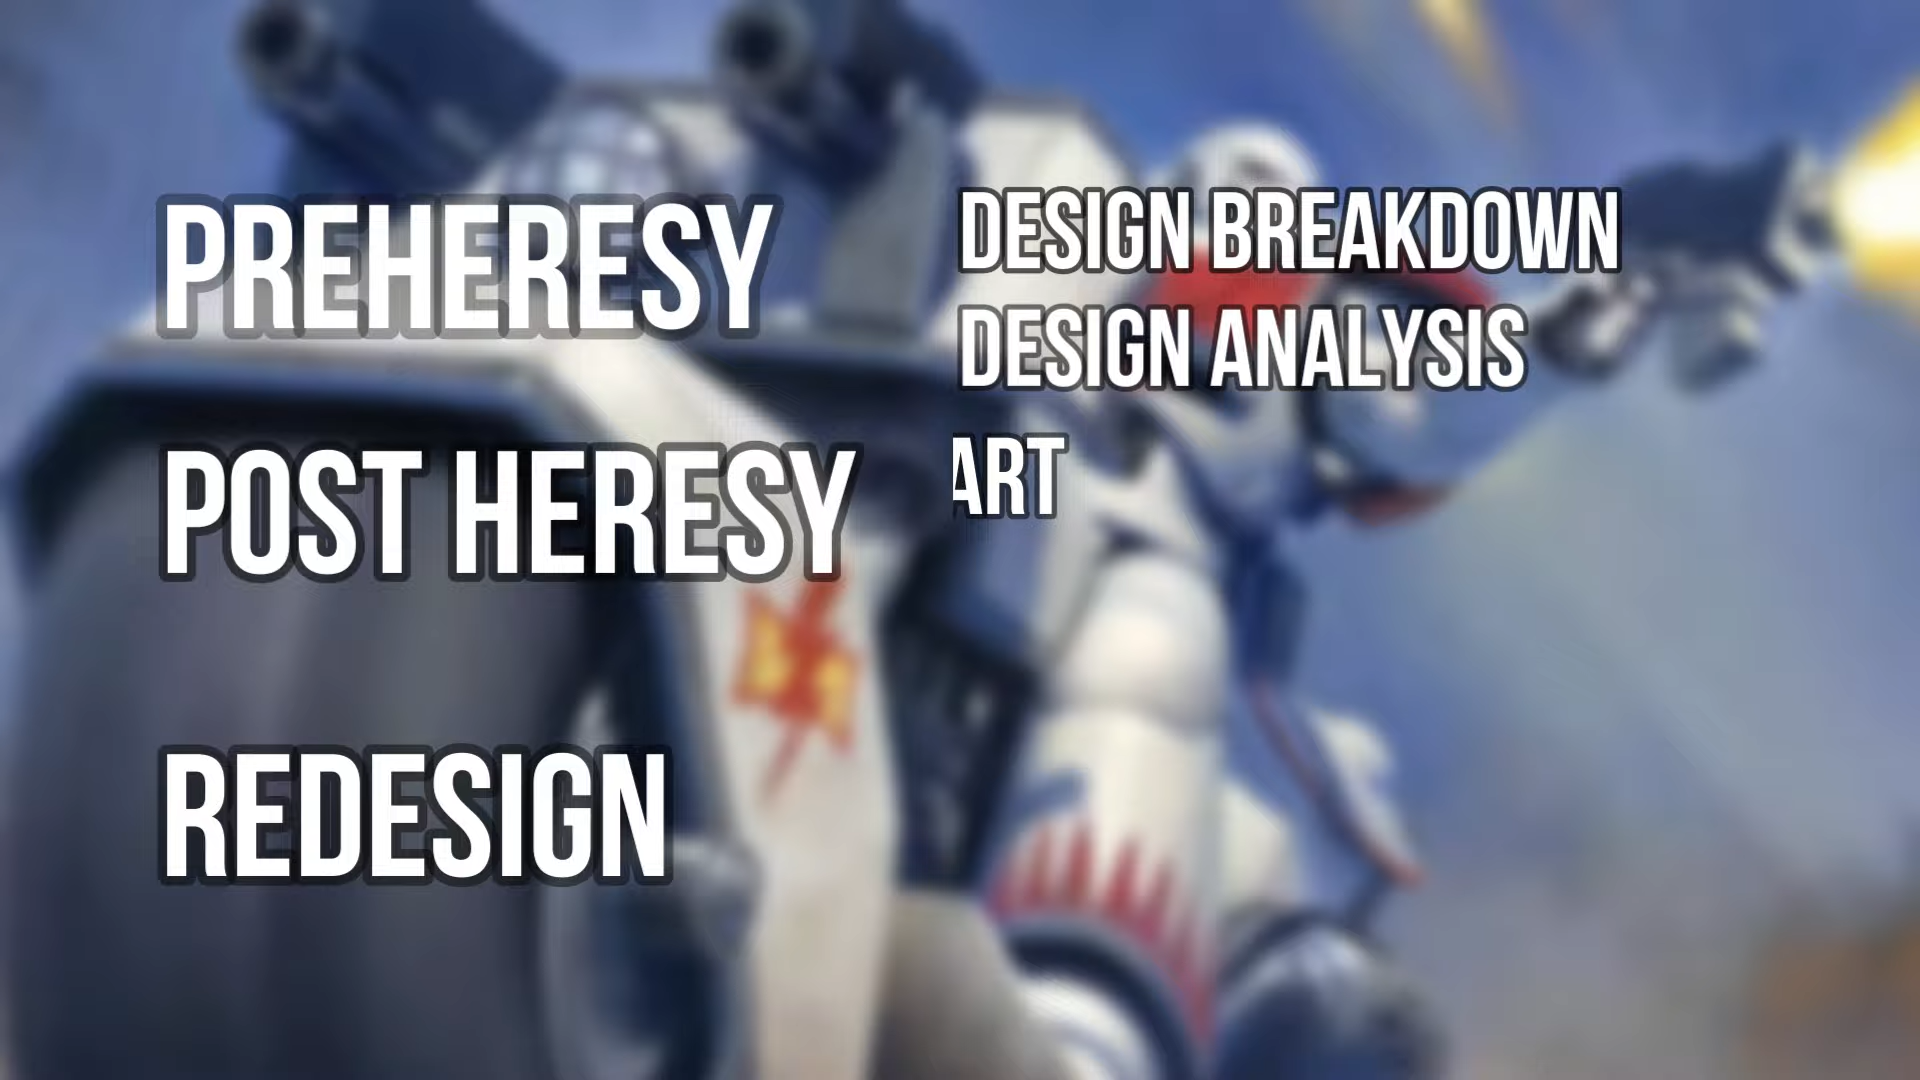 PREHERESY
POST HERESY
REDESIGN
DESIGN BREAKDOWN
DESIGN ANALYSIS
ART